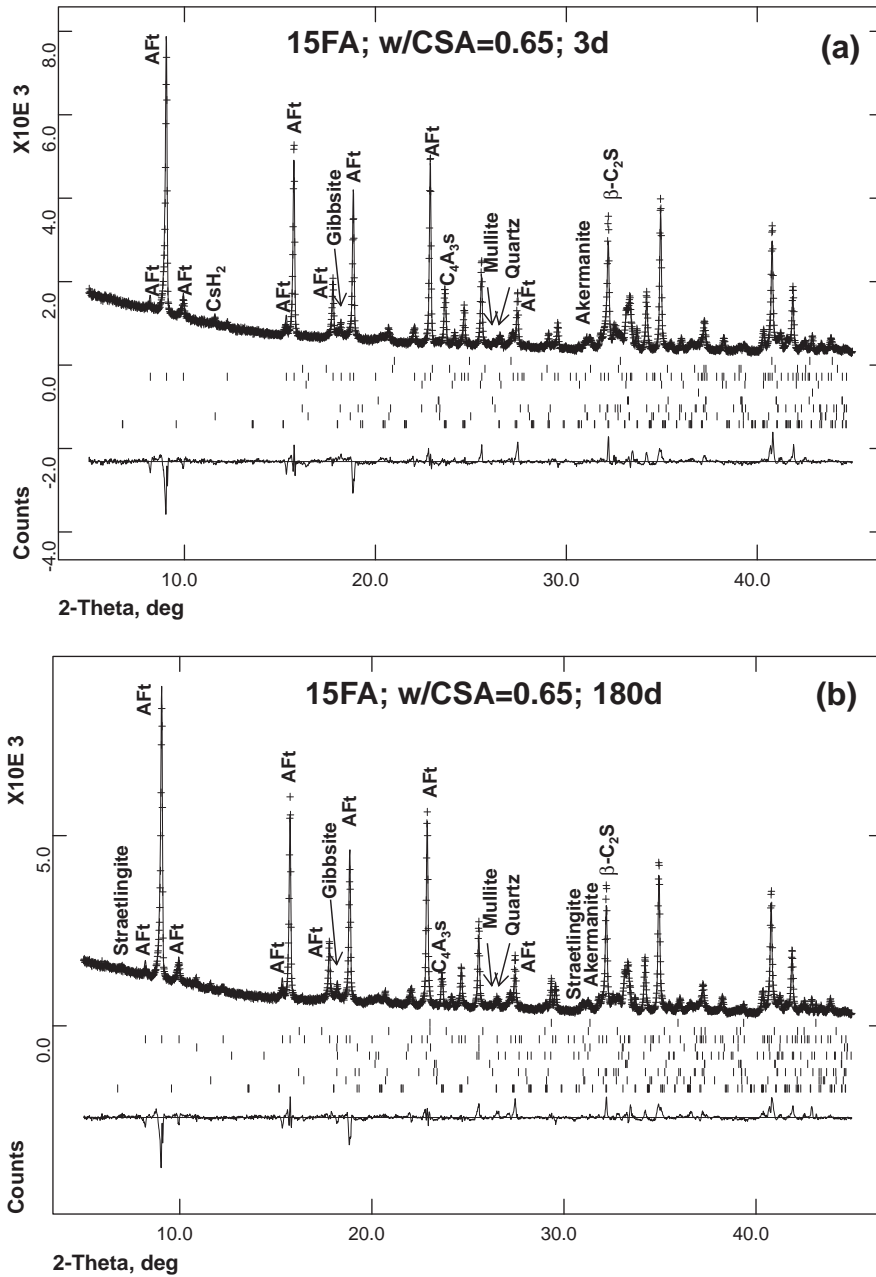 15FA; w/CSA=0.65; 3d
(a)
X10E 3
Counts
8.0
6.0
4.0
2.0
0.0
-2.0
-4.0
AFt
AFt
AFt
CsH₂
AFt
AFt
AFt
Gibbsite
AFt
AFt
C₄A₃s
Mullite
Quartz
AFt
Akermanite
β-C₂S
10.0
20.0
30.0
40.0
2-Theta, deg
15FA; w/CSA=0.65; 180d
(b)
X10E 3
Counts
5.0
0.0
Straetlingite
AFt
AFt
AFt
AFt
AFt
AFt
Gibbsite
AFt
AFt
C₄A₃s
Mullite
Quartz
AFt
Straetlingite
Akermanite
β-C₂S
10.0
20.0
30.0
40.0
2-Theta, deg